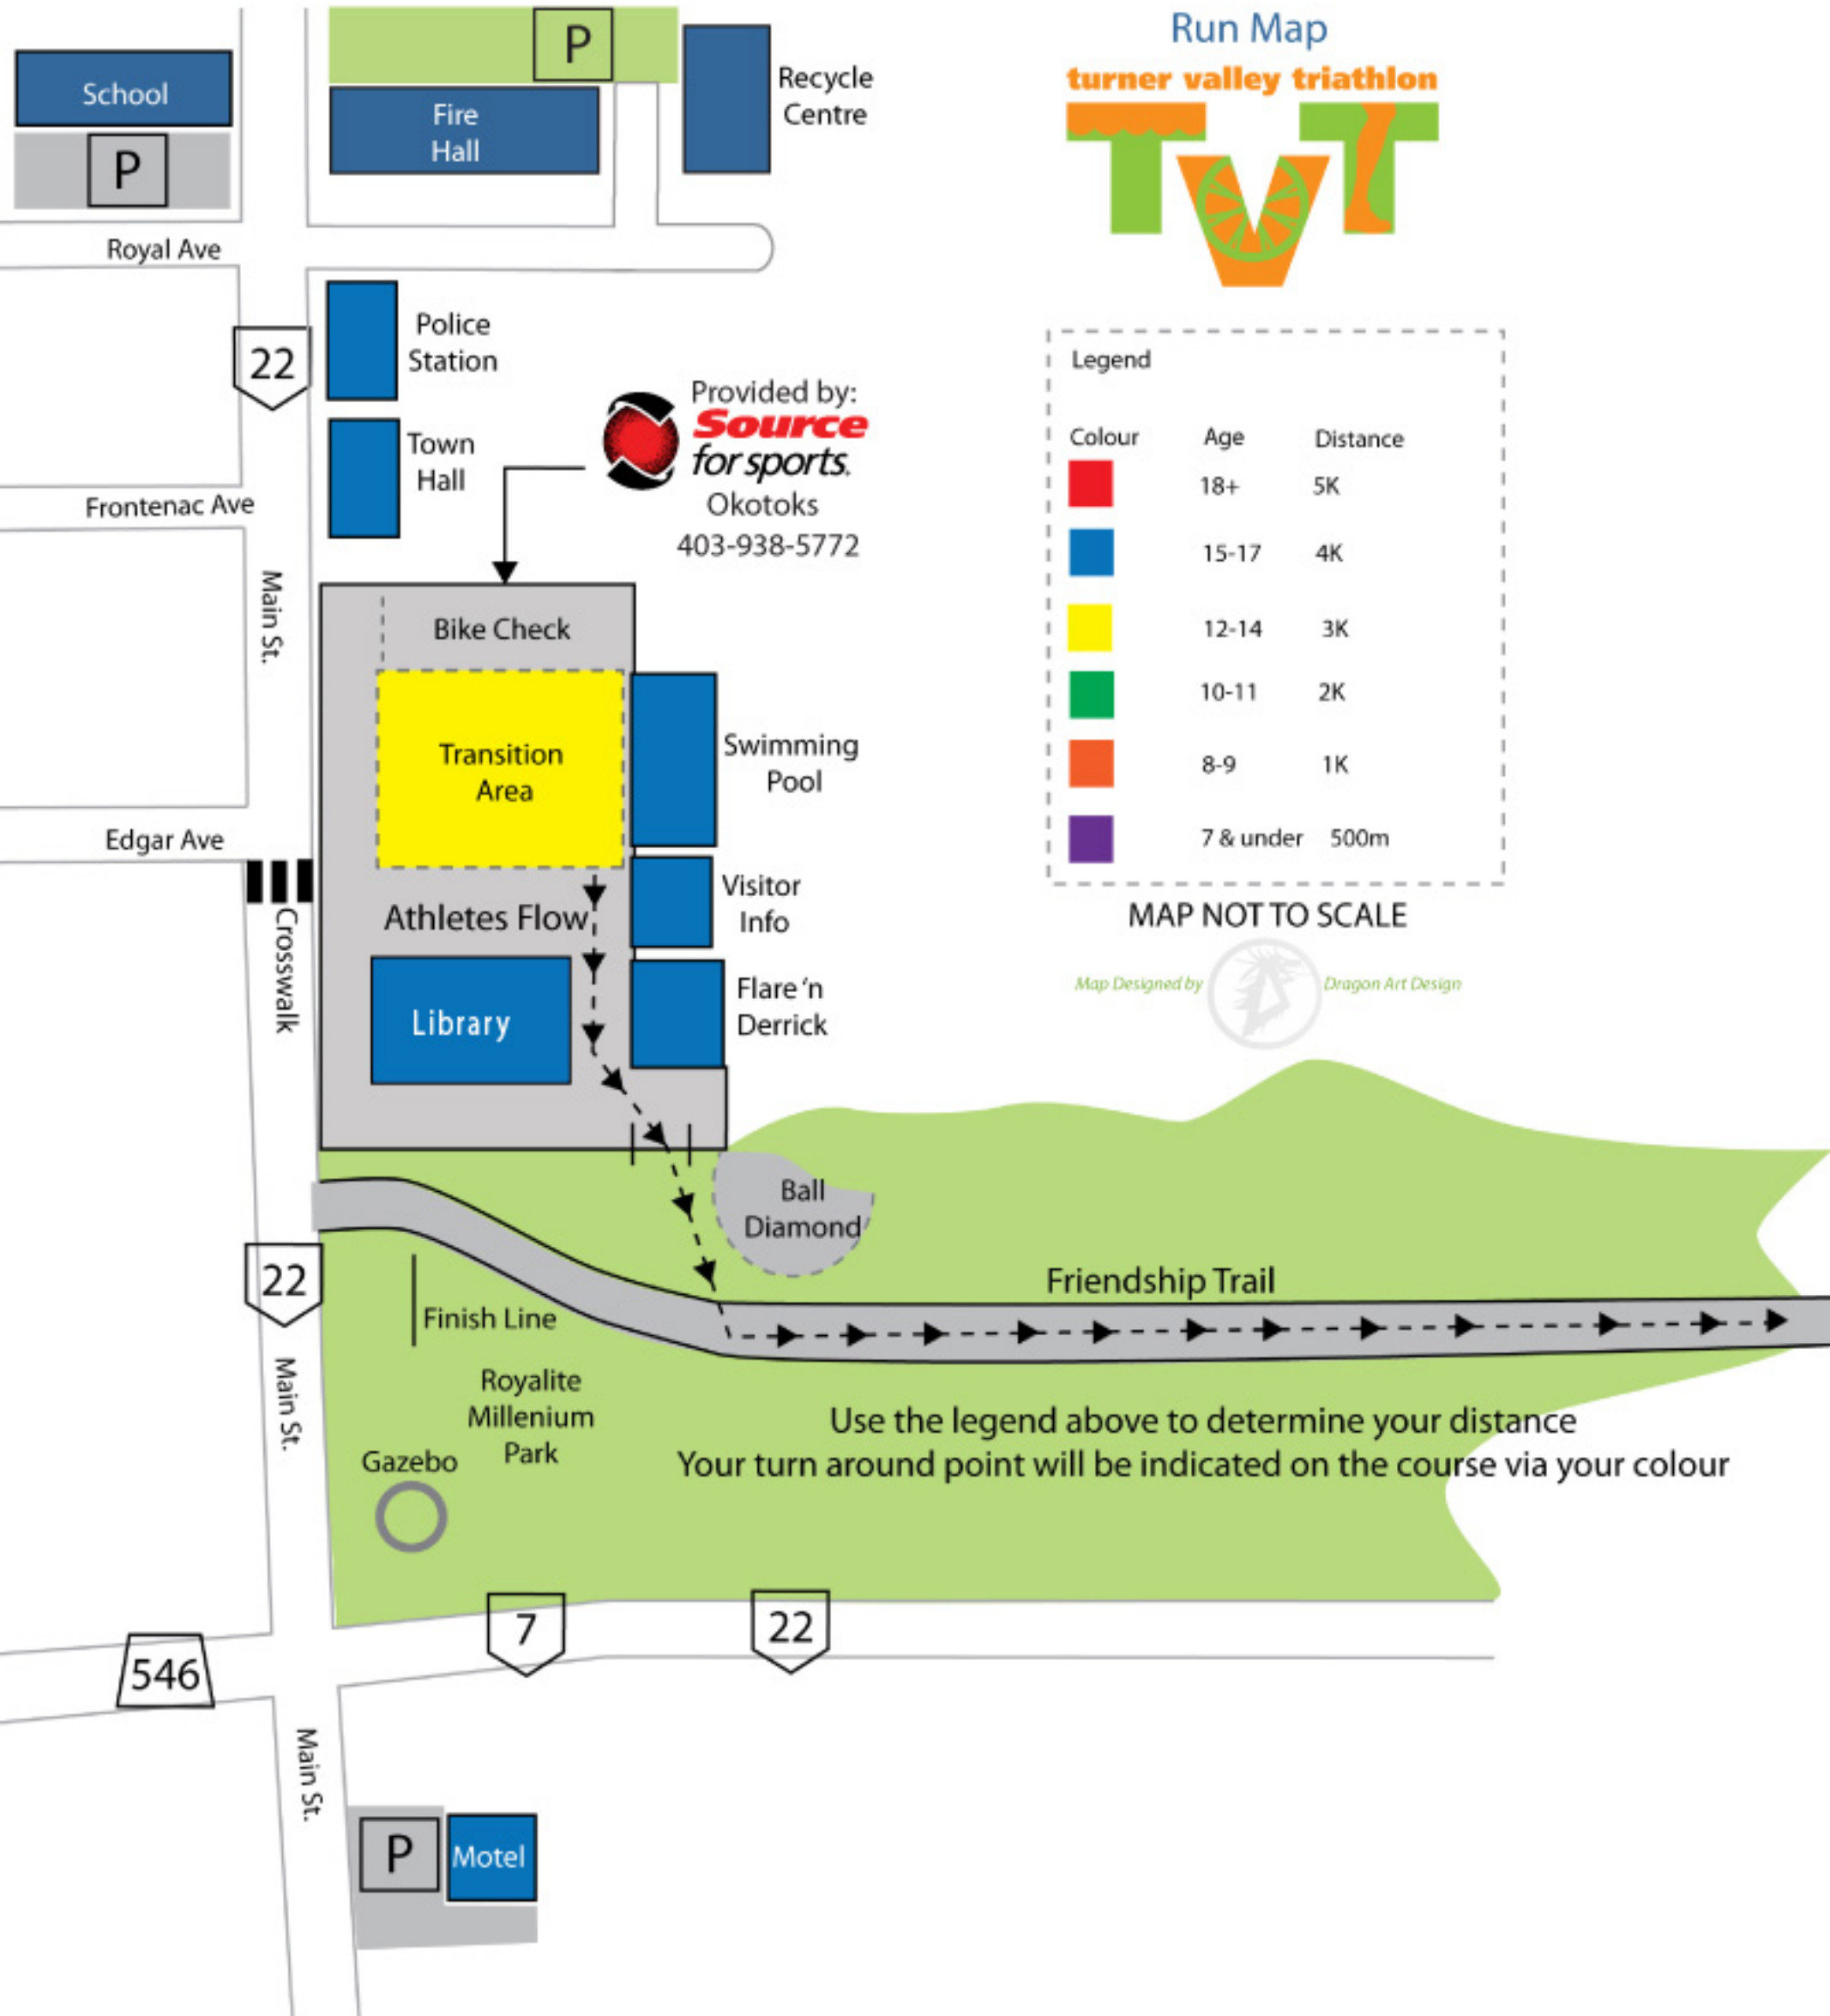 Run Map
turner valley triathlon
TVT
School
P
P
Fire
Hall
Recycle
Centre
Royal Ave
22
Police
Station
Town
Hall
Frontenac Ave
Provided by:
Source
for sports.
Okotoks
403-938-5772
Legend
Colour Age Distance
18+ 5K
15-17 4K
12-14 3K
10-11 2K
8-9 1K
7 & under 500m
MAP NOT TO SCALE
Map Designed by Dragon Art Design
Main St.
Bike Check
Transition
Area
Swimming
Pool
Edgar Ave
Crosswalk
Athletes Flow
Visitor
Info
Library
Flare 'n
Derrick
Ball
Diamond
22
Finish Line
Friendship Trail
Main St.
Royalite
Millenium
Park
Gazebo
Use the legend above to determine your distance
Your turn around point will be indicated on the course via your colour
7
22
546
Main St.
P
Motel